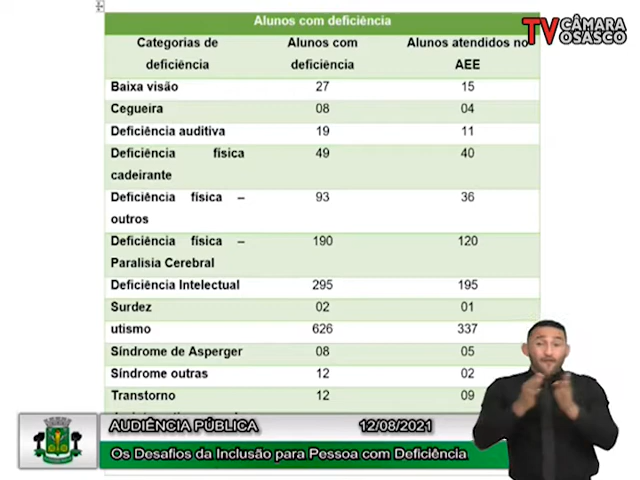 Alunos com deficiência
TV CÂMARA
OSASCO
Categorias de Alunos com Alunos atendidos no
deficiência deficiência AEE
Baixa visão 27 15
Cegueira 08 04
Deficiência auditiva 19 11
Deficiência física 49 40
cadeirante
Deficiência física – 93 36
outros
Deficiência física – 190 120
Paralisia Cerebral
Deficiência Intelectual 295 195
Surdez 02 01
utismo 626 337
Síndrome de Asperger 08 05
Síndrome outras 12 02
Transtorno 12 09
AUDIÊNCIA PÚBLICA 12/08/2021
Os Desafios da Inclusão para Pessoa com Deficiência